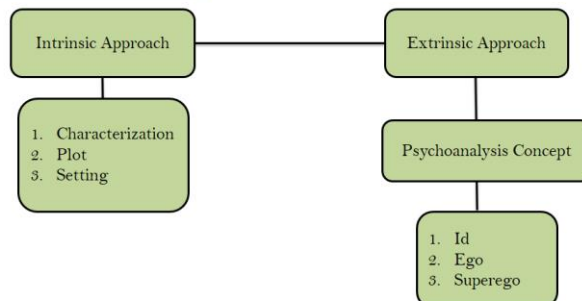 Intrinsic Approach
Extrinsic Approach
1. Characterization
2. Plot
3. Setting
Psychoanalysis Concept
1. Id
2. Ego
3. Superego